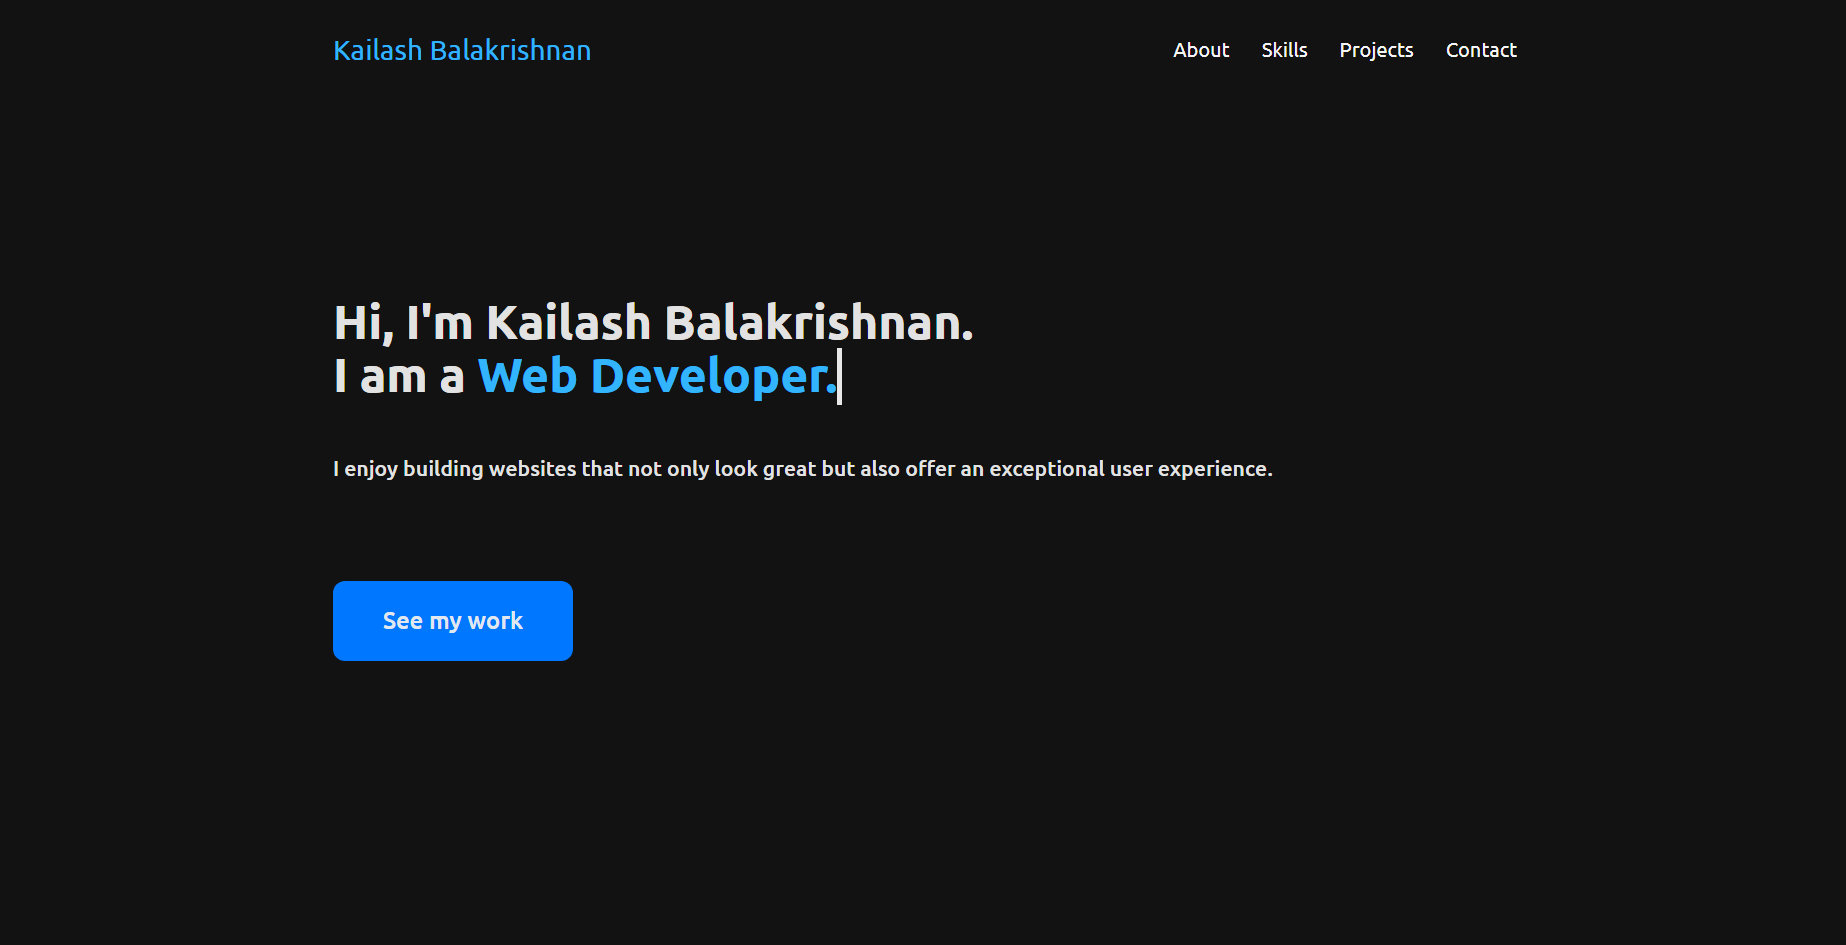 Kailash Balakrishnan About Skills Projects Contact
Hi, I'm Kailash Balakrishnan.
I am a Web Developer.
I enjoy building websites that not only look great but also offer an exceptional user experience.
See my work